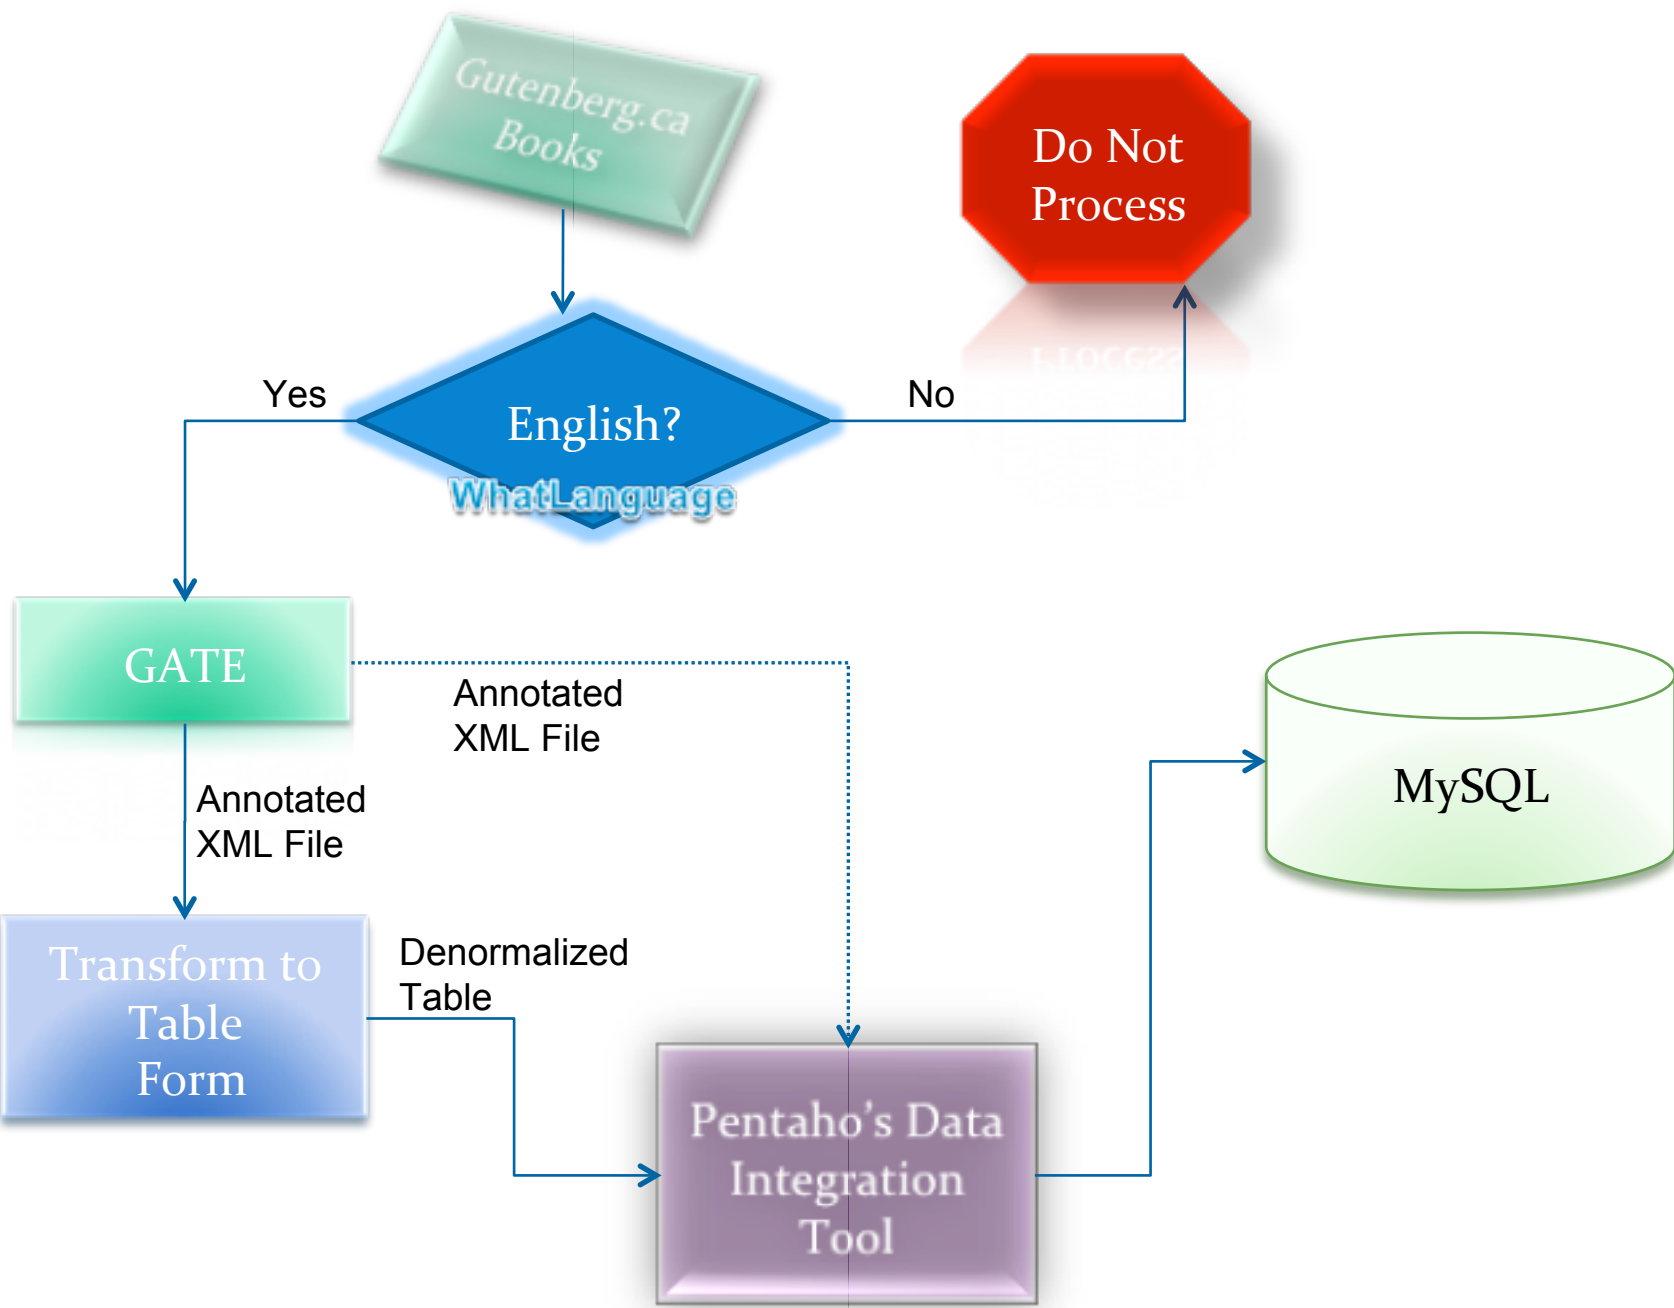 Gutenberg.ca
Books
Do Not
Process
Yes
No
English?
WhatLanguage
GATE
Annotated
XML File
Annotated
XML File
MySQL
Transform to
Table
Form
Denormalized
Table
Pentaho’s Data
Integration
Tool